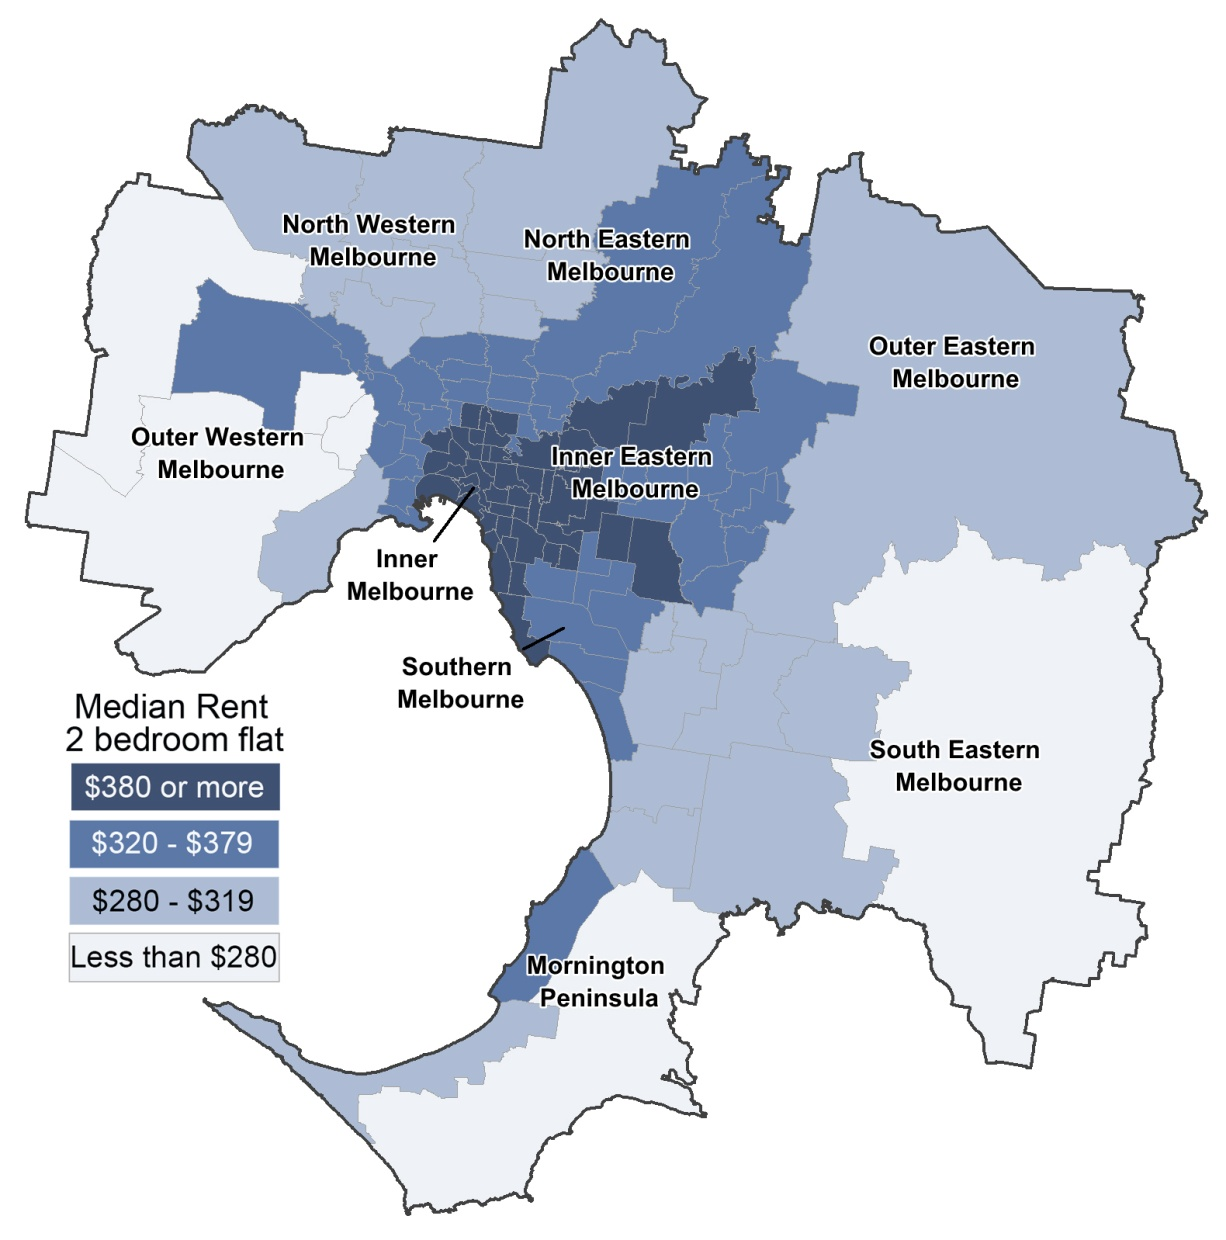 North Western
Melbourne
North Eastern
Melbourne
Outer Eastern
Melbourne
Outer Western
Melbourne
Inner Eastern
Melbourne
Inner
Melbourne
Southern
Melbourne
South Eastern
Melbourne
Mornington
Peninsula
Median Rent
2 bedroom flat
$380 or more
$320 - $379
$280 - $319
Less than $280